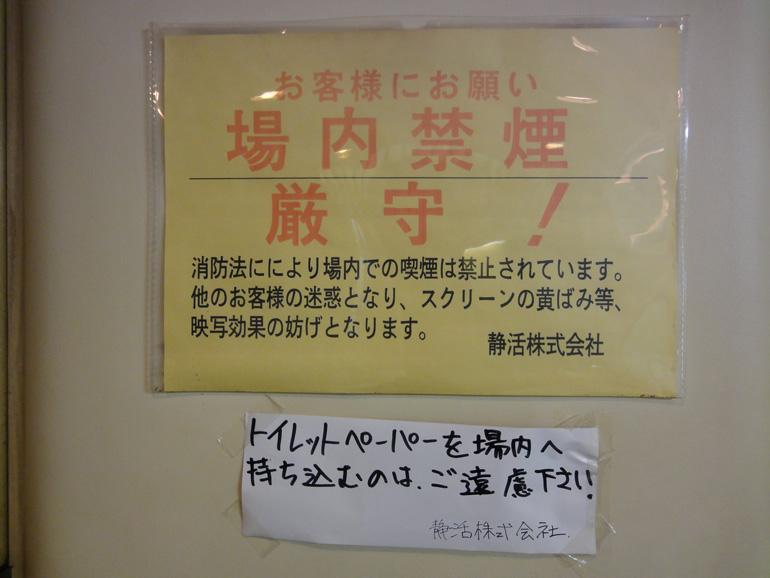 お客様にお願い
場内禁煙
厳守！
消防法ににより場内での喫煙は禁止されています。
他のお客様の迷惑となり、スクリーンの黄ばみ等、
映写効果の妨げとなります。
静活株式会社
トイレットペーパーを場内へ
持ち込むのは、ご遠慮下さい!
静活株式会社.